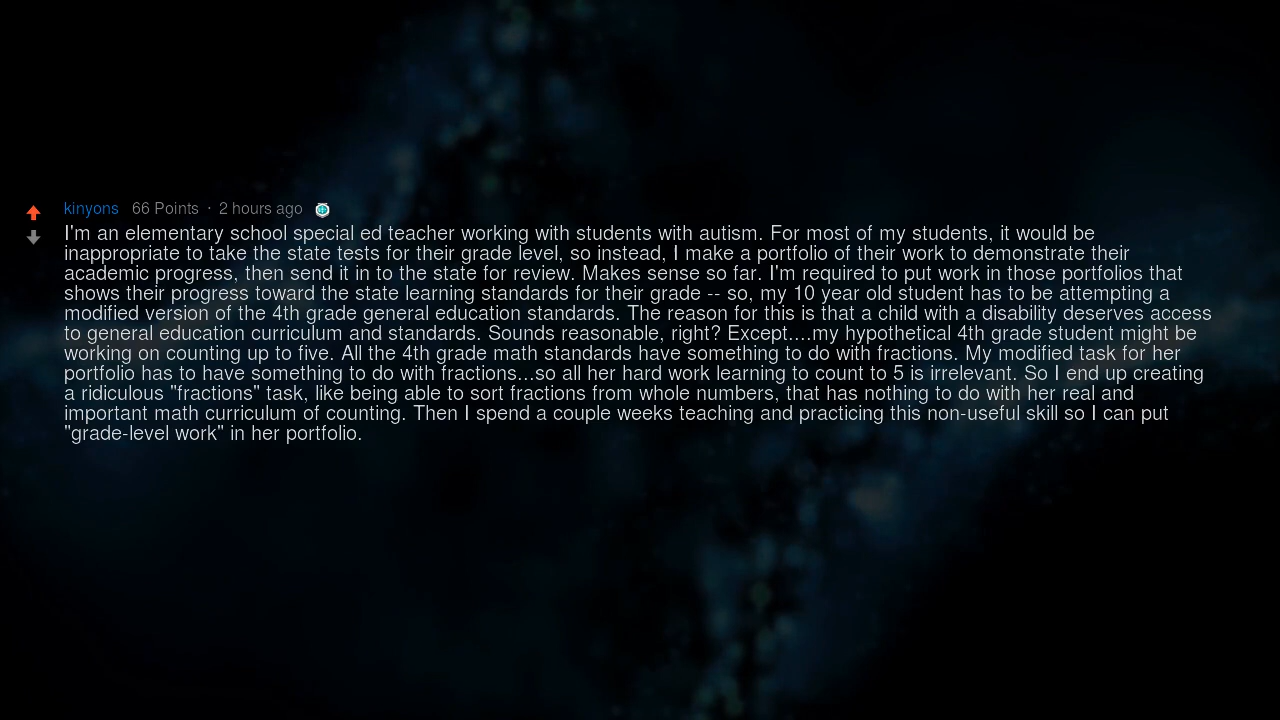 kinyons 66 Points · 2 hours ago
I'm an elementary school special ed teacher working with students with autism. For most of my students, it would be
inappropriate to take the state tests for their grade level, so instead, I make a portfolio of their work to demonstrate their
academic progress, then send it in to the state for review. Makes sense so far. I'm required to put work in those portfolios that
shows their progress toward the state learning standards for their grade -- so, my 10 year old student has to be attempting a
modified version of the 4th grade general education standards. The reason for this is that a child with a disability deserves access
to general education curriculum and standards. Sounds reasonable, right? Except....my hypothetical 4th grade student might be
working on counting up to five. All the 4th grade math standards have something to do with fractions. My modified task for her
portfolio has to have something to do with fractions...so all her hard work learning to count to 5 is irrelevant. So I end up creating
a ridiculous "fractions" task, like being able to sort fractions from whole numbers, that has nothing to do with her real and
important math curriculum of counting. Then I spend a couple weeks teaching and practicing this non-useful skill so I can put
"grade-level work" in her portfolio.